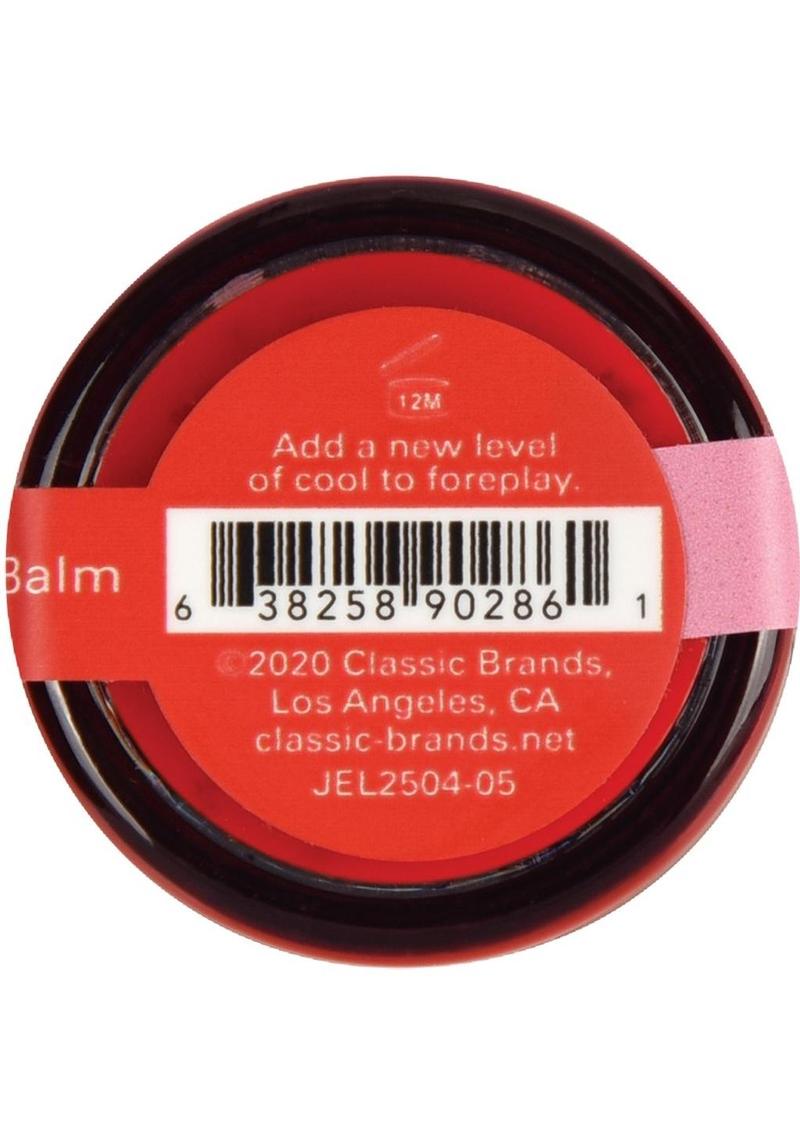 12M
Add a new level
of cool to foreplay.
Balm
6 38258 90286 1
©2020 Classic Brands,
Los Angeles, CA
classic-brands.net
JEL2504-05